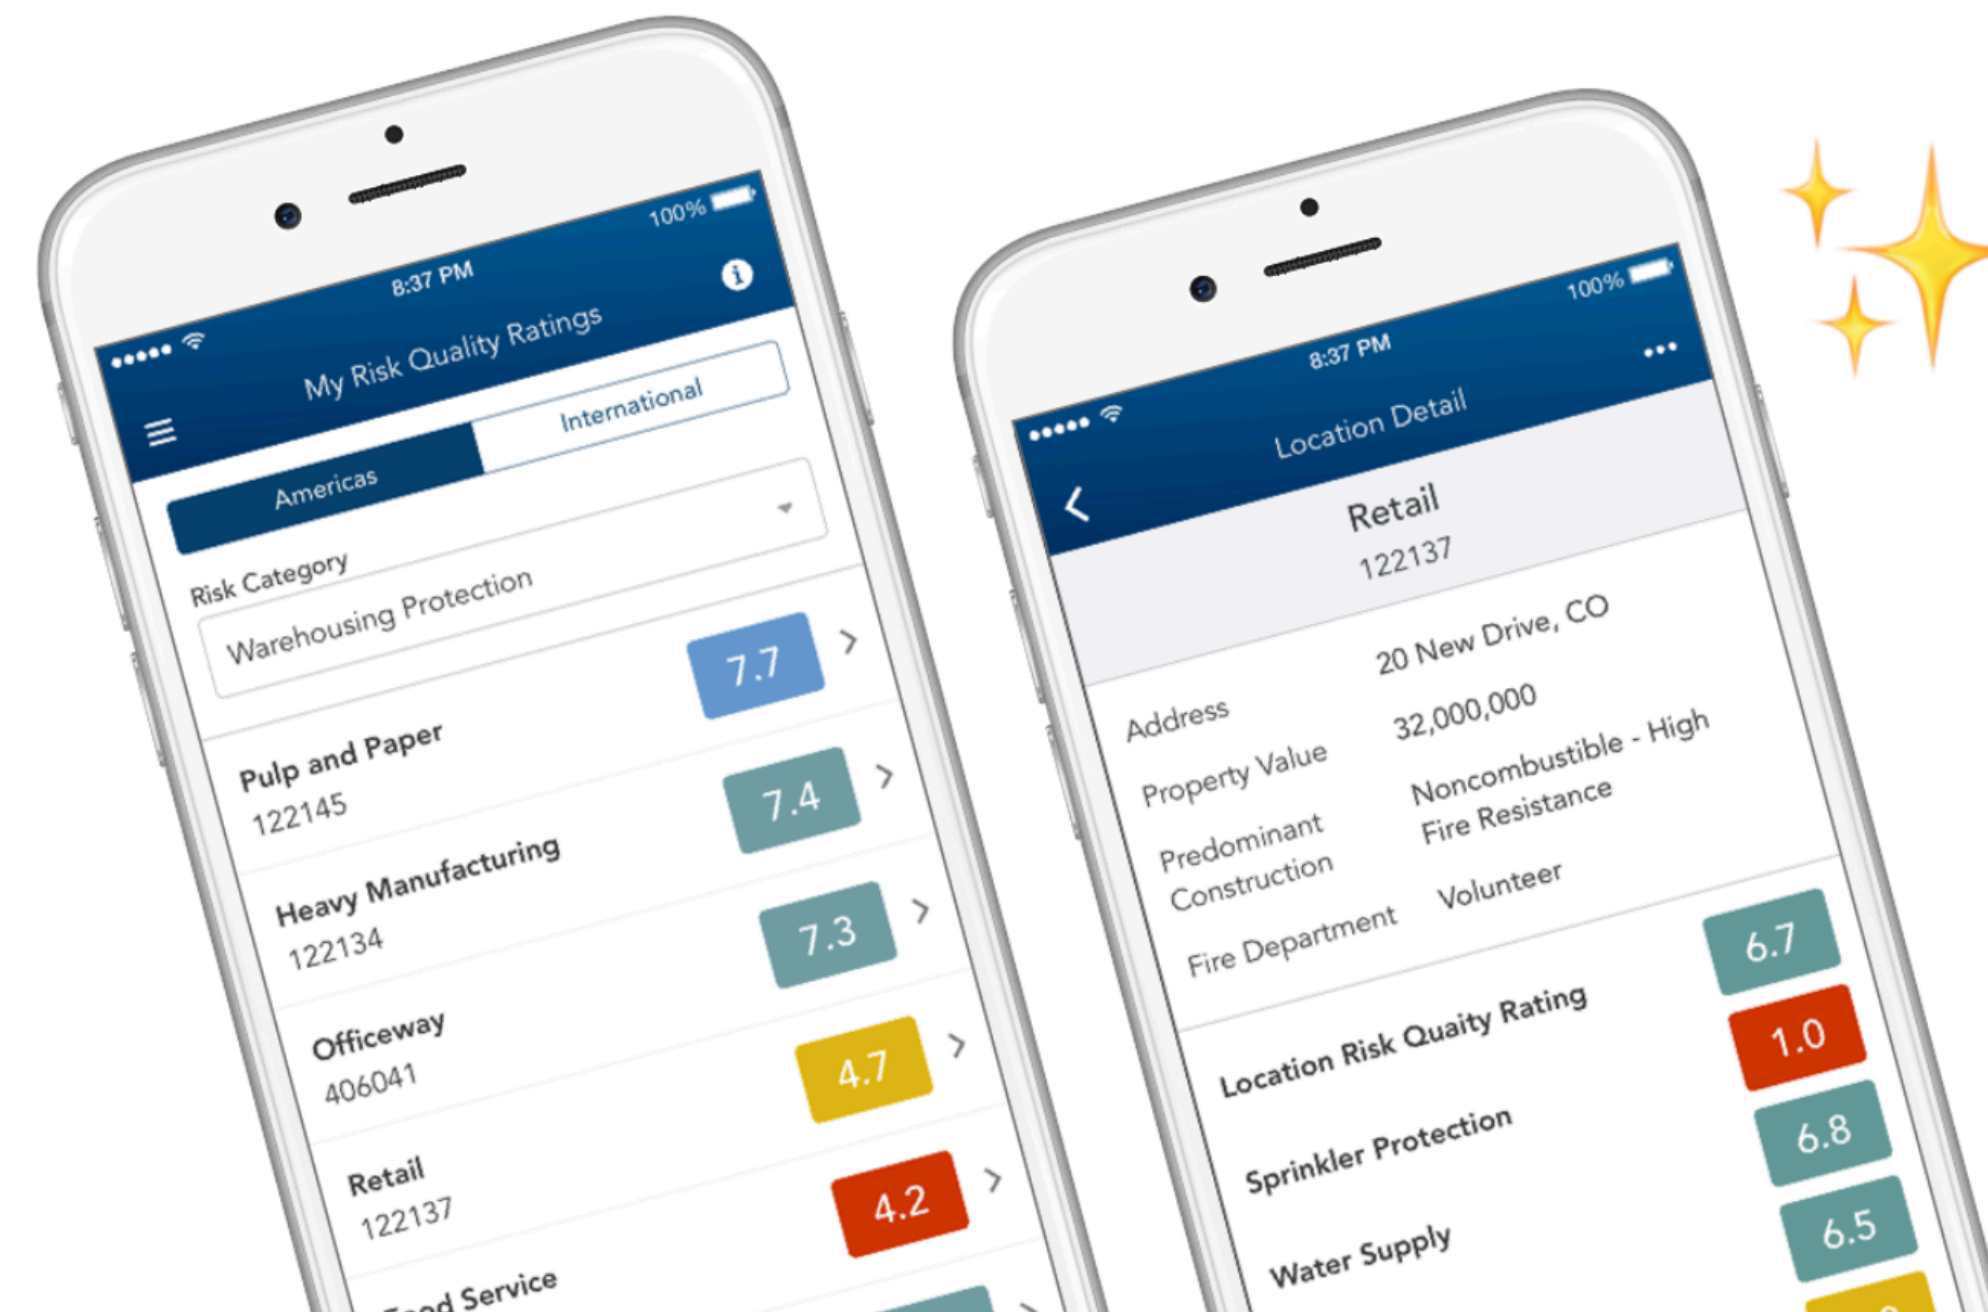 100%
8:37 PM
My Risk Quality Ratings
Americas
International
Risk Category
Warehousing Protection
Pulp and Paper
122145
7.7
Heavy Manufacturing
122134
7.4
Officeway
406041
7.3
Retail
122137
4.7
Food Service
4.2
100%
8:37 PM
Location Detail
Retail
122137
Address
20 New Drive, CO
Property Value
32,000,000
Predominant
Construction
Noncombustible - High
Fire Resistance
Fire Department
Volunteer
Location Risk Quaity Rating
6.7
Sprinkler Protection
1.0
Water Supply
6.8
6.5